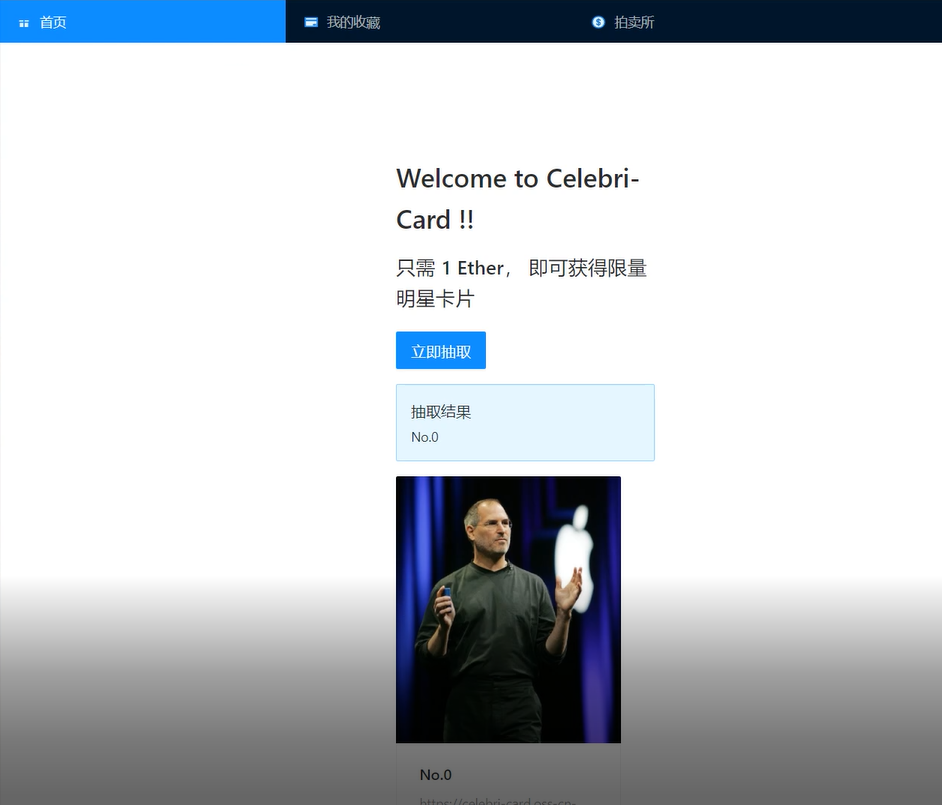 首页
我的收藏
拍卖所
Welcome to Celebri-
Card !!
只需 1 Ether， 即可获得限量
明星卡片
立即抽取
抽取结果
No.0
No.0
https://celebri-card.oss-cn-